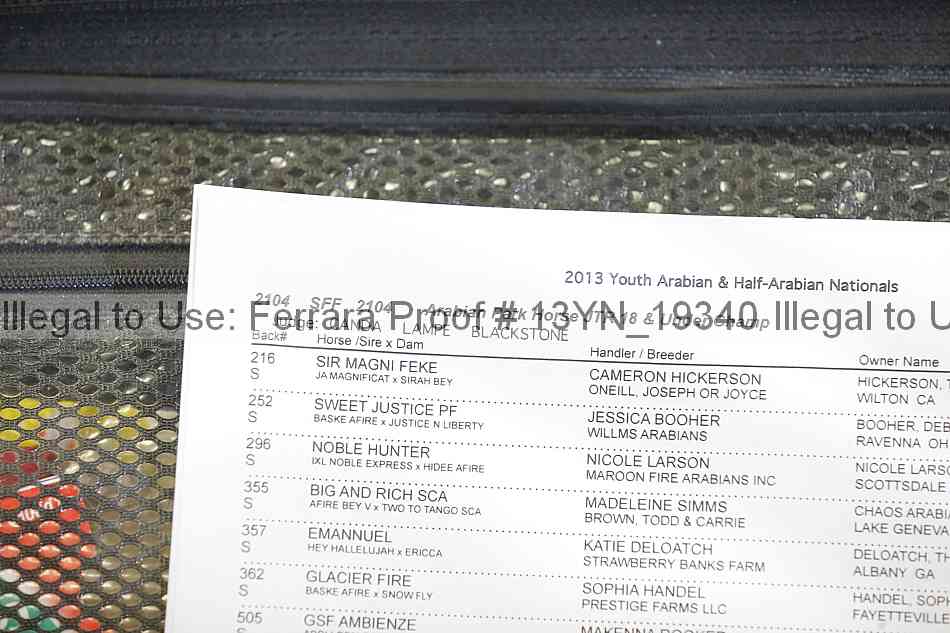 2013 Youth Arabian & Half-Arabian Nationals
Illegal to Use: Ferrara Proof # 13YN_19340. Illegal to U
2104 SFF 2104 Arabian Park Horse JTR 18 & Under Champ
Judge: CANDA LAMPE BLACKSTONE
Back# Horse /Sire x Dam Handler / Breeder Owner Name
216 SIR MAGNI FEKE CAMERON HICKERSON HICKERSON, T
S JA MAGNIFICAT x SIRAH BEY ONEILL, JOSEPH OR JOYCE WILTON CA
252 SWEET JUSTICE PF JESSICA BOOHER BOOHER, DEB
S BASKE AFIRE x JUSTICE N LIBERTY WILLMS ARABIANS RAVENNA OH
296 NOBLE HUNTER NICOLE LARSON NICOLE LARS
S IXL NOBLE EXPRESS x HIDEE AFIRE MAROON FIRE ARABIANS INC SCOTTSDALE
355 BIG AND RICH SCA MADELEINE SIMMS CHAOS ARABI
S AFIRE BEY V x TWO TO TANGO SCA BROWN, TODD & CARRIE LAKE GENEVA
357 EMANNUEL KATIE DELOATCH DELOATCH, TH
S HEY HALLELUJAH x ERICCA STRAWBERRY BANKS FARM ALBANY GA
362 GLACIER FIRE SOPHIA HANDEL HANDEL, SOPH
S BASKE AFIRE x SNOW FLY PRESTIGE FARMS LLC FAYETTEVILLE
505 GSF AMBIENZE